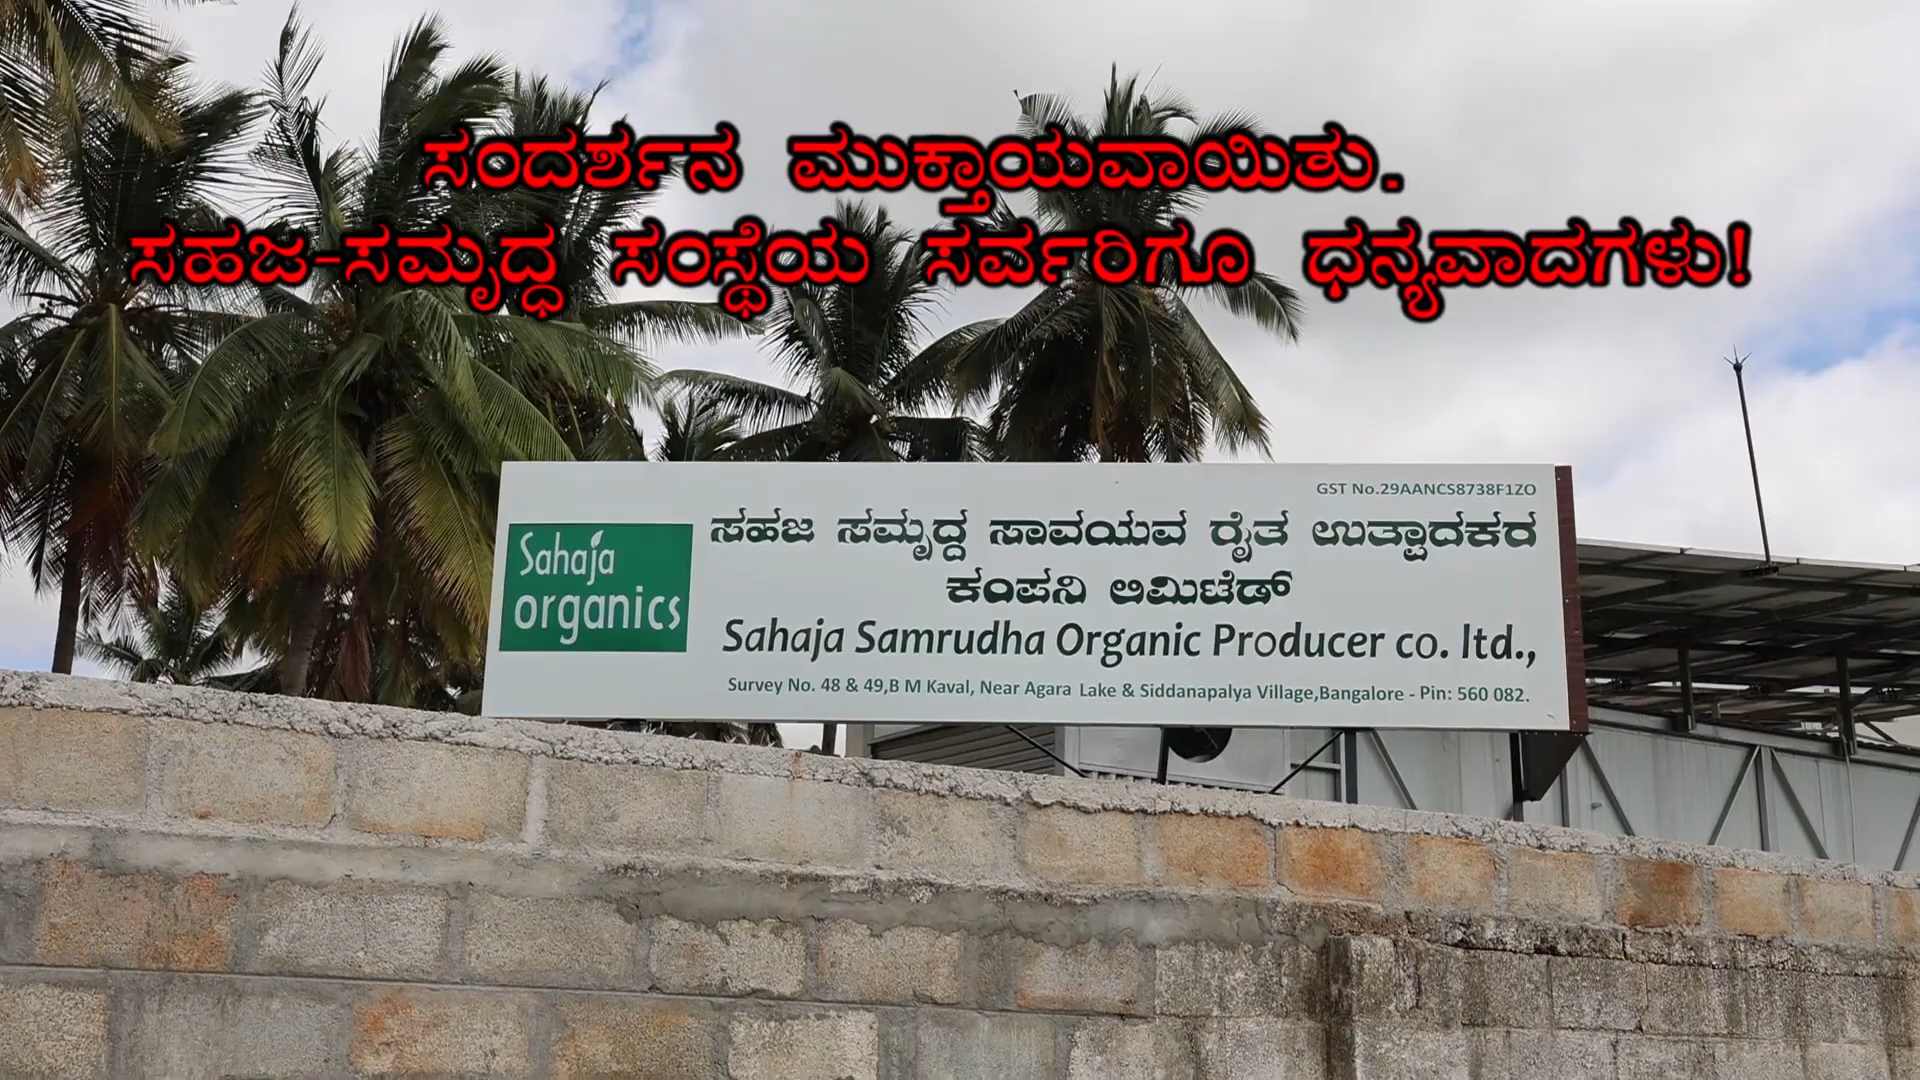 ಸಂದರ್ಶನ ಮುಕ್ತಾಯವಾಯಿತು.
ಸಹಜ-ಸಮೃದ್ಧ ಸಂಸ್ಥೆಯ ಸರ್ವರಿಗೂ ಧನ್ಯವಾದಗಳು!
GST No.29AANCS8738F1ZO
Sahaja
organics
ಸಹಜ ಸಮೃದ್ಧ ಸಾವಯವ ರೈತ ಉತ್ಪಾದಕರ
ಕಂಪನಿ ಲಿಮಿಟೆಡ್
Sahaja Samrudha Organic Producer co. ltd.,
Survey No. 48 & 49,B M Kaval, Near Agara Lake & Siddanapalya Village,Bangalore - Pin: 560 082.